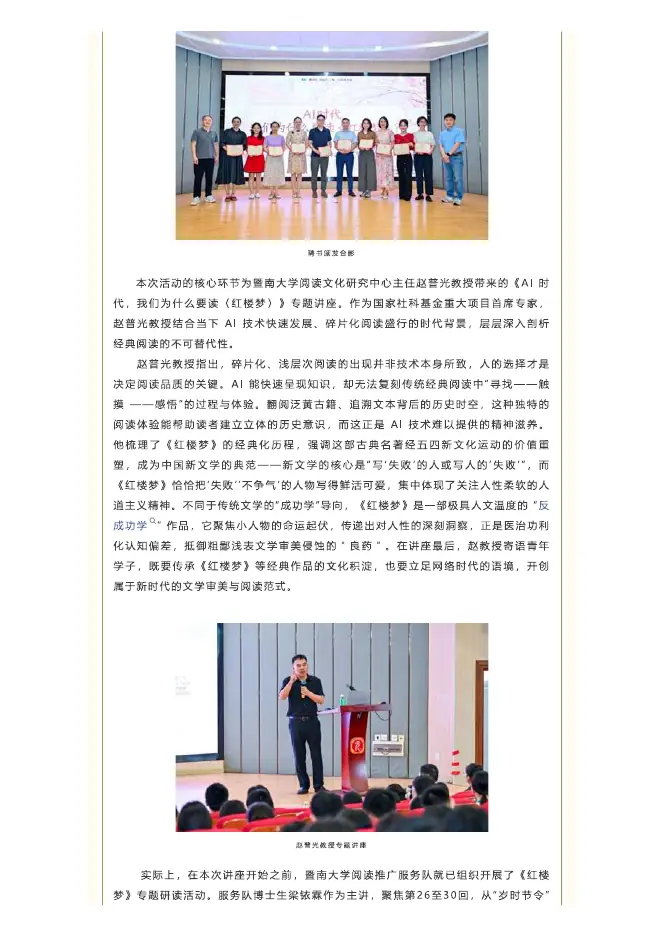 AI时代
聘书颁发合影
本次活动的核心环节为暨南大学阅读文化研究中心主任赵普光教授带来的《AI 时
代，我们为什么要读〈红楼梦〉》专题讲座。作为国家社科基金重大项目首席专家，
赵普光教授结合当下 AI 技术快速发展、碎片化阅读盛行的时代背景，层层深入剖析
经典阅读的不可替代性。
赵普光教授指出，碎片化、浅层次阅读的出现并非技术本身所致，人的选择才是
决定阅读品质的关键。AI 能快速呈现知识，却无法复刻传统经典阅读中“寻找——触
摸 ——感悟”的过程与体验。翻阅泛黄古籍、追溯文本背后的历史时空，这种独特的
阅读体验能帮助读者建立立体的历史意识，而这正是 AI 技术难以提供的精神滋养。
他梳理了《红楼梦》的经典化历程，强调这部古典名著经五四新文化运动的价值重
塑，成为中国新文学的典范——新文学的核心是“写‘失败’的人或写人的‘失败’”，而
《红楼梦》恰恰把‘失败’‘不争气’的人物写得鲜活可爱，集中体现了关注人性柔软的人
道主义精神。不同于传统文学的“成功学”导向，《红楼梦》是一部极具人文温度的 “反
成功学” 作品，它聚焦小人物的命运起伏，传递出对人性的深刻洞察，正是医治功利
化认知偏差，抵御粗鄙浅表文学审美侵蚀的＂良药＂。在讲座最后，赵教授寄语青年
学子，既要传承《红楼梦》等经典作品的文化积淀，也要立足网络时代的语境，开创
属于新时代的文学审美与阅读范式。
赵普光教授专题讲座
实际上，在本次讲座开始之前，暨南大学阅读推广服务队就已组织开展了《红楼
梦》专题研读活动。服务队博士生梁铱霖作为主讲，聚焦第26至30回，从“岁时节令”